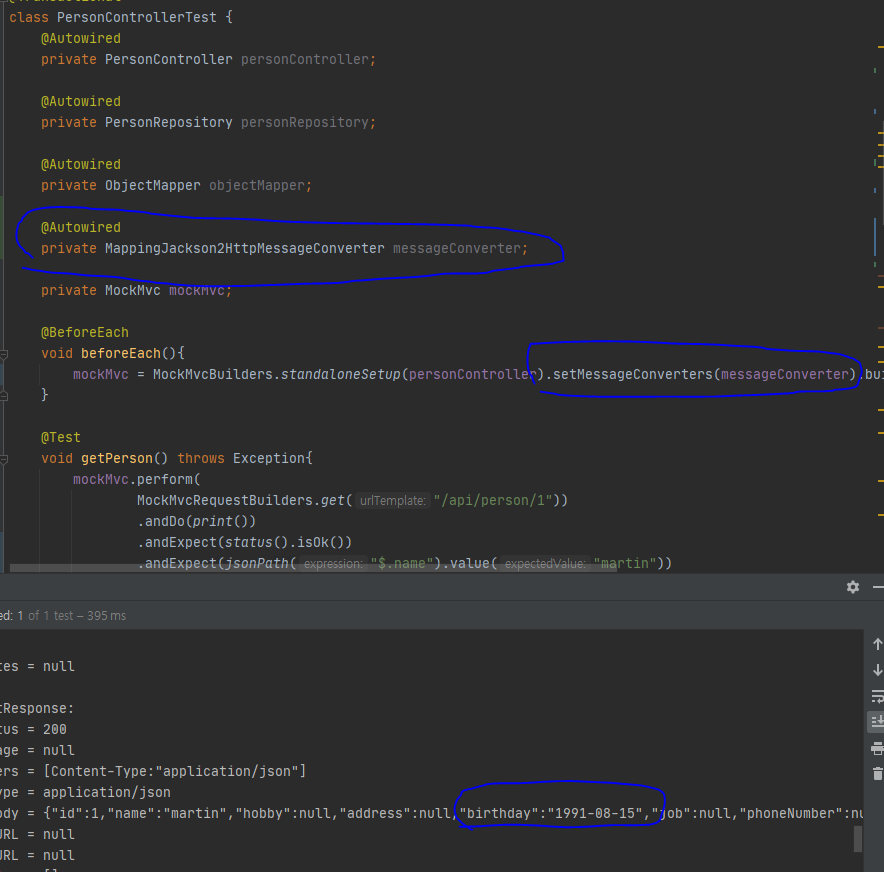 class PersonControllerTest {
@Autowired
private PersonController personController;
@Autowired
private PersonRepository personRepository;
@Autowired
private ObjectMapper objectMapper;
@Autowired
private MappingJackson2HttpMessageConverter messageConverter;
private MockMvc mockMvc;
@BeforeEach
void beforeEach(){
mockMvc = MockMvcBuilders.standaloneSetup(personController).setMessageConverters(messageConverter).bui
}
@Test
void getPerson() throws Exception{
mockMvc.perform(
MockMvcRequestBuilders.get( urlTemplate: "/api/person/1"))
.andDo(print())
.andExpect(status().isOk())
.andExpect(jsonPath( expression: "$.name").value( expectedValue: "martin"))
ed: 1 of 1 test – 395 ms
tes = null
tResponse:
tus = 200
age = null
ers = [Content-Type:"application/json"]
ype = application/json
ody = {"id":1,"name":"martin","hobby":null,"address":null,"birthday":"1991-08-15","job":null,"phoneNumber":nu
URL = null
URL = null